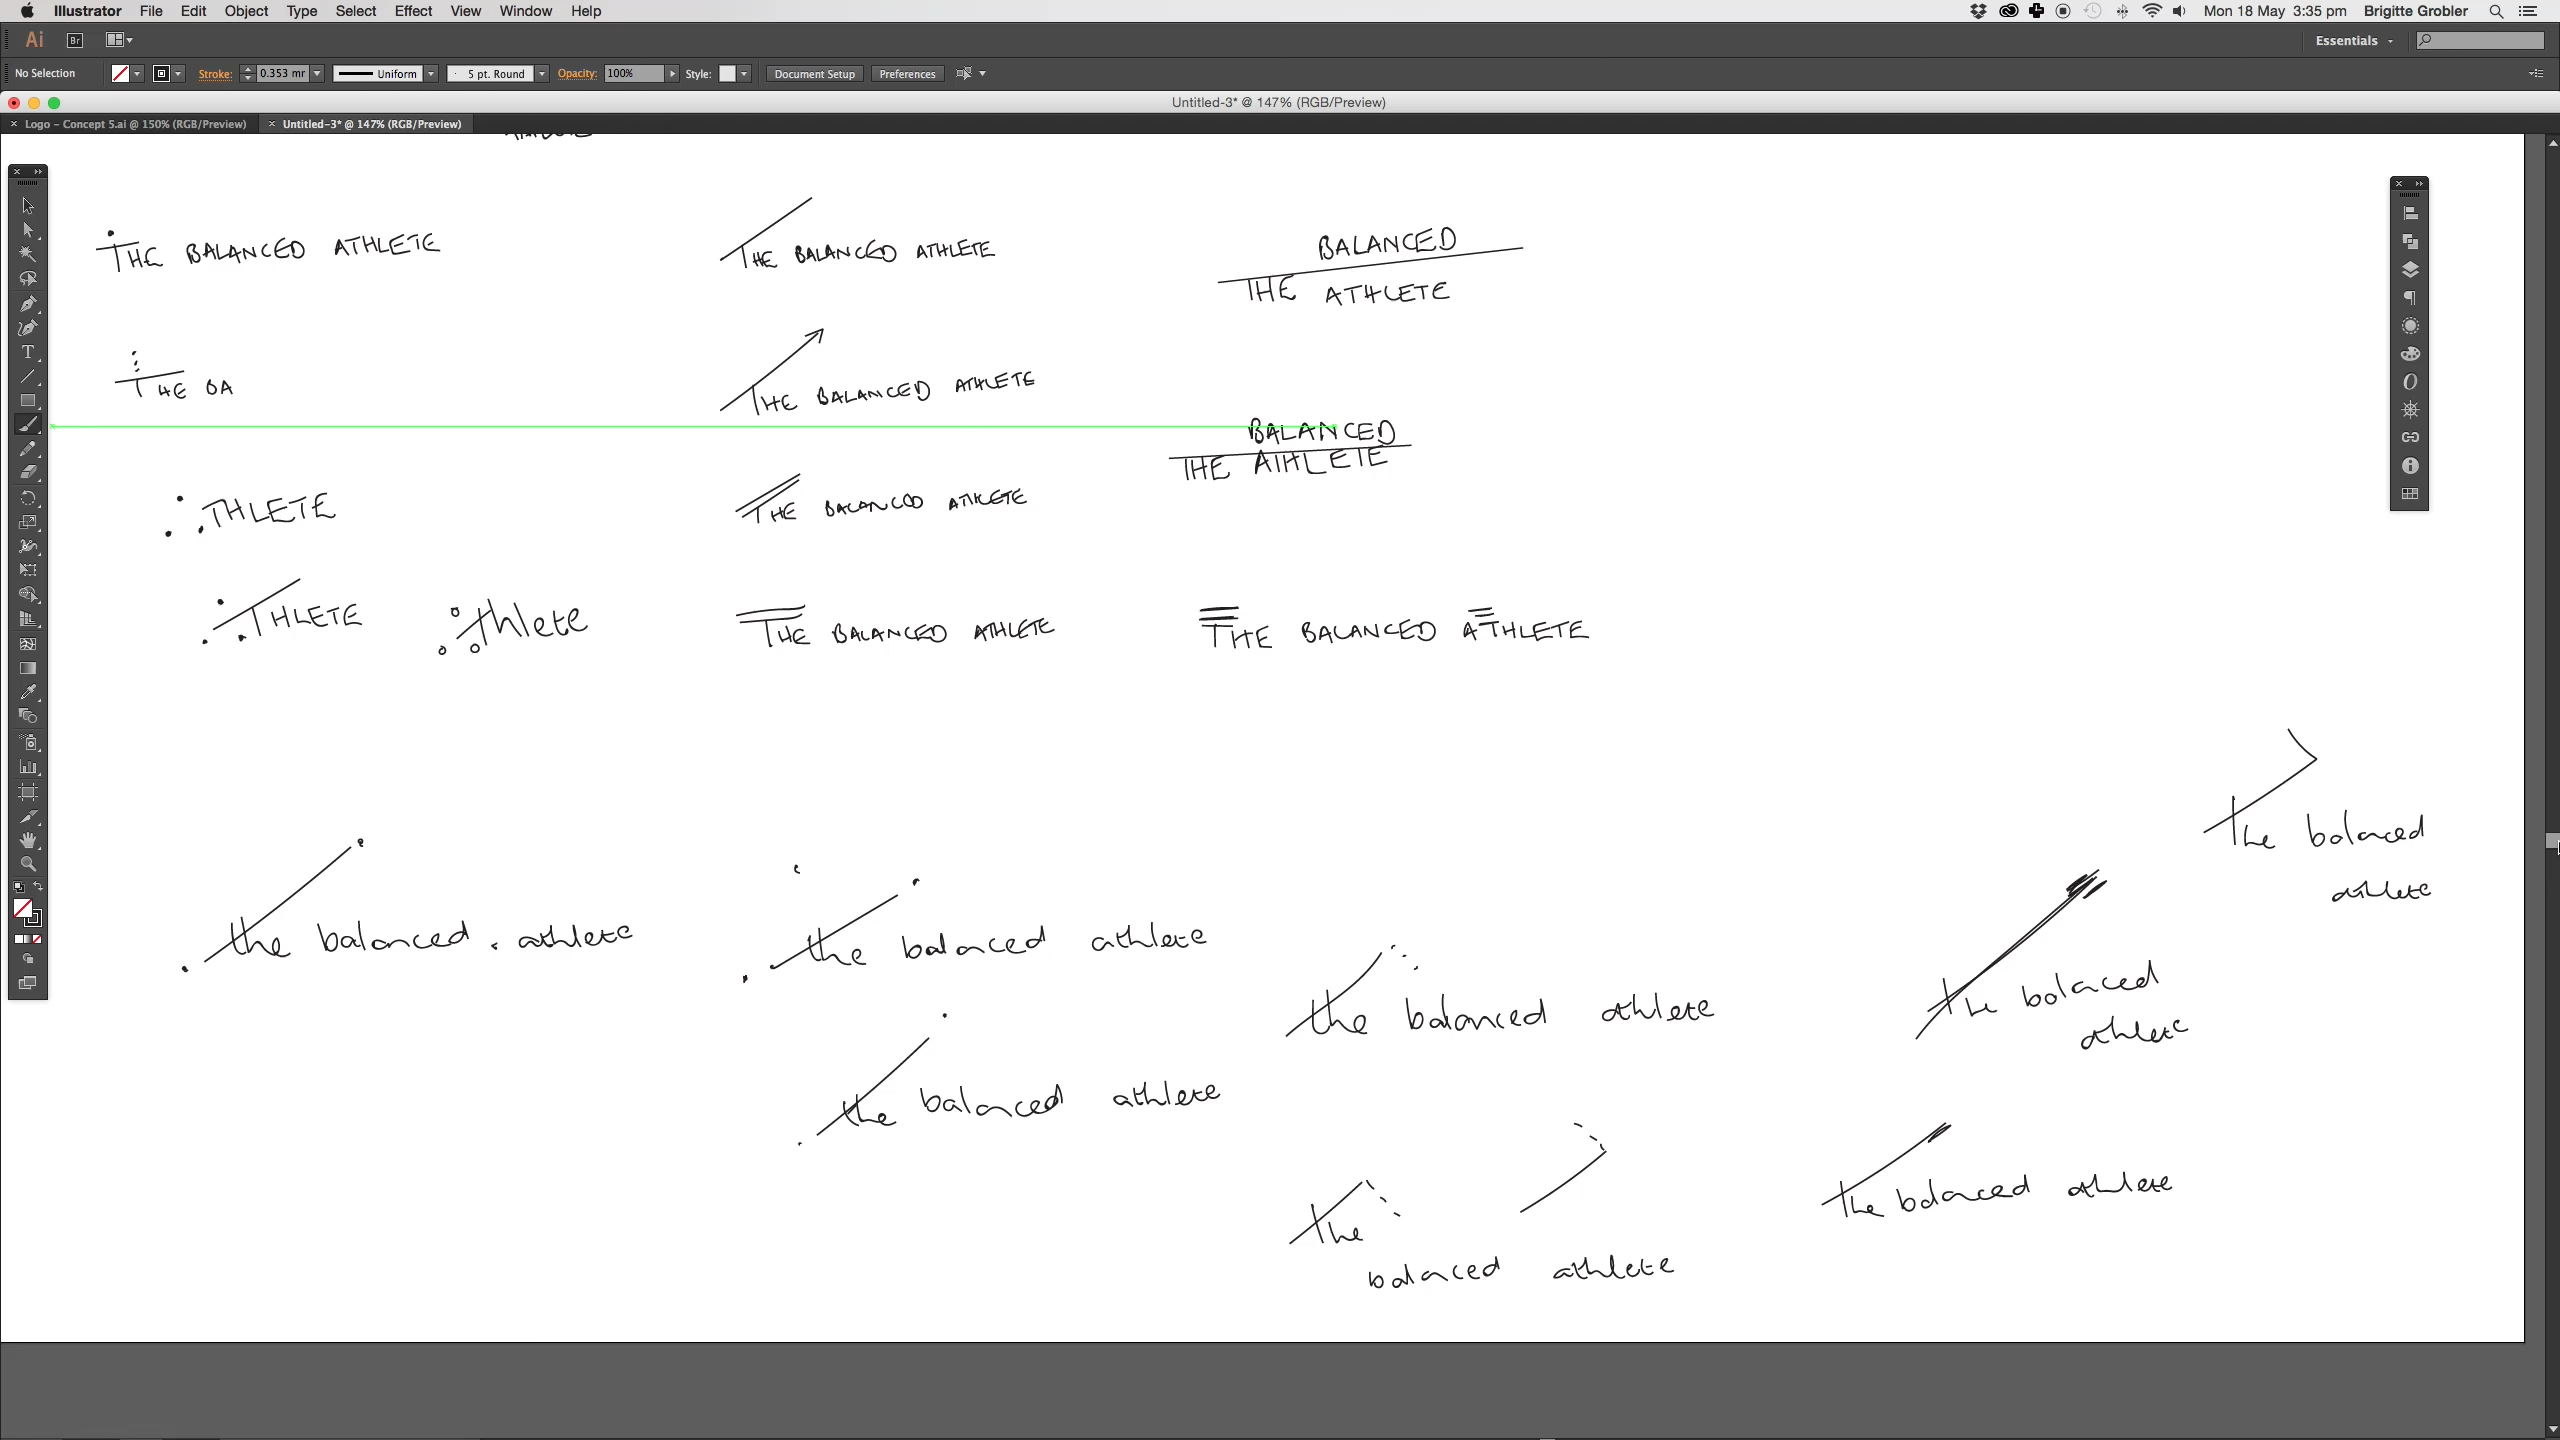 Illustrator File Edit Object Type Select Effect View Window Help Mon 18 May 3:35 pm Brigitte Grobler
Ai Br Essentials
No Selection Stroke: 0.353 mr Uniform 5 pt. Round Opacity: 100% Style: Document Setup Preferences
Untitled-3* @ 147% (RGB/Preview)
× Logo - Concept 5.ai @ 150% (RGB/Preview) × Untitled-3* @ 147% (RGB/Preview)
THE BALANCED ATHLETE
THE BALANCED ATHLETE
BALANCED
THE ATHLETE
THE BA
THE BALANCED ATHLETE
BALANCED
THE ATHLETE
THLETE
THE BALANCED ATHLETE
THLETE
thlete
THE BALANCED ATHLETE
THE BALANCED ATHLETE
the balanced
athlete
the balanced . athlete
the balanced athlete
the balanced athlete
the balanced
athlete
the balanced athlete
the
balanced athlete
the balanced athlete